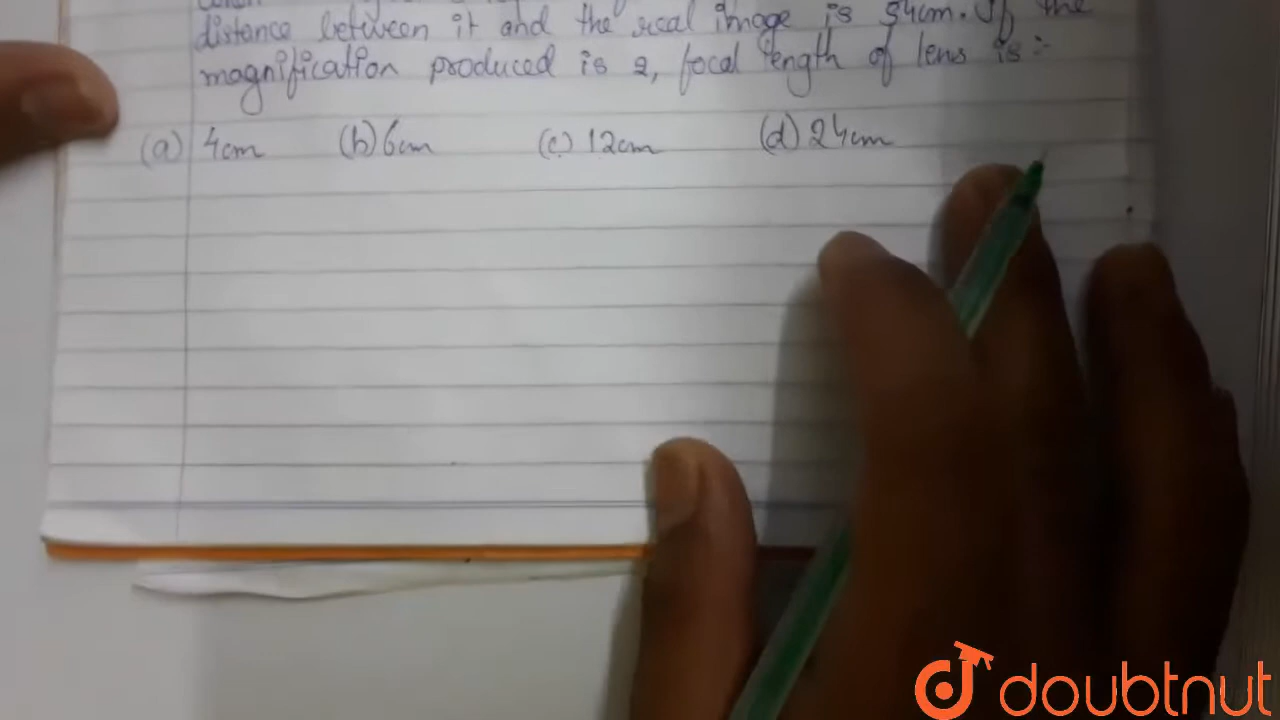 distance between it and the real image is 54cm. If the
magnification produced is 2, focal length of lens is :-
(a) 4cm (b) 6cm (c) 12cm (d) 24cm
doubtnut